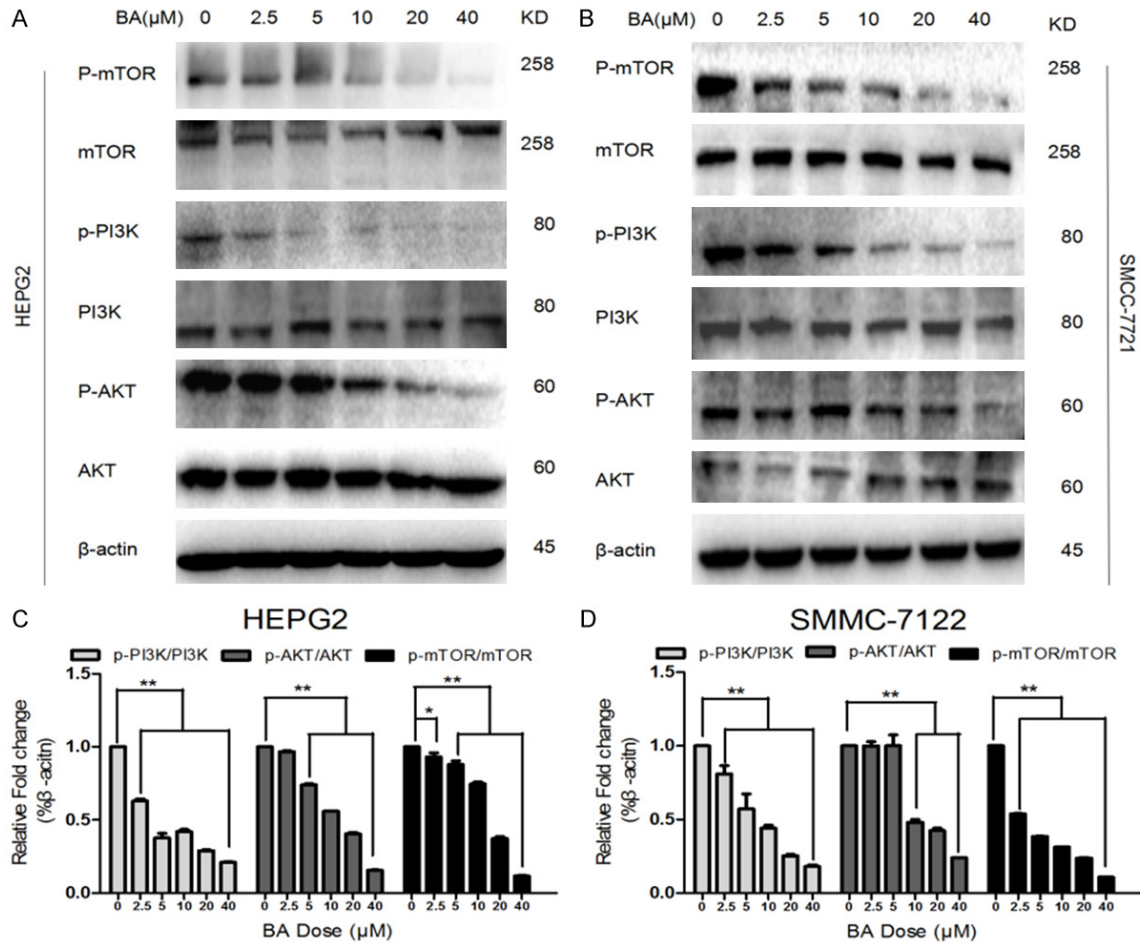 A
BA(µM) 0 2.5 5 10 20 40 KD
P-mTOR 258
mTOR 258
p-PI3K 80
PI3K 80
P-AKT 60
AKT 60
β-actin 45
HEPG2
B
BA(µM) 0 2.5 5 10 20 40 KD
P-mTOR 258
mTOR 258
p-PI3K 80
PI3K 80
P-AKT 60
AKT 60
β-actin 45
SMCC-7721
C
HEPG2
p-PI3K/PI3K p-AKT/AKT p-mTOR/mTOR
Relative Fold change
(%β -acitn)
1.5
1.0
0.5
0.0
** ** **
*
0 2.5 5 10 20 40 0 2.5 5 10 20 40 0 2.5 5 10 20 40
BA Dose (µM)
D
SMMC-7122
p-PI3K/PI3K p-AKT/AKT p-mTOR/mTOR
Relative Fold change
(%β -acitn)
1.5
1.0
0.5
0.0
** ** **
0 2.5 5 10 20 40 0 2.5 5 10 20 40 0 2.5 5 10 20 40
BA Dose (µM)